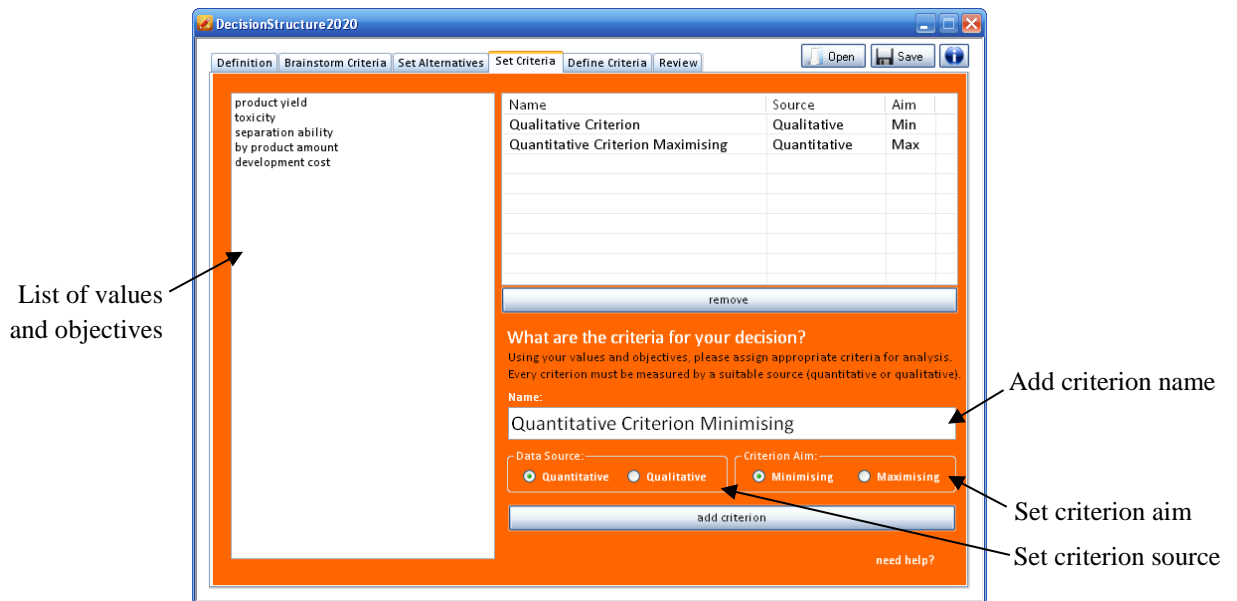 DecisionStructure2020
Definition Brainstorm Criteria Set Alternatives Set Criteria Define Criteria Review Open Save
product yield
toxicity
separation ability
by product amount
development cost
Name Source Aim
Qualitative Criterion Qualitative Min
Quantitative Criterion Maximising Quantitative Max
remove
List of values
and objectives
What are the criteria for your decision?
Using your values and objectives, please assign appropriate criteria for analysis.
Every criterion must be measured by a suitable source (quantitative or qualitative).
Name:
Add criterion name
Quantitative Criterion Minimising
Data Source: Criterion Aim:
Quantitative Qualitative Minimising Maximising
Set criterion aim
add criterion
Set criterion source
need help?